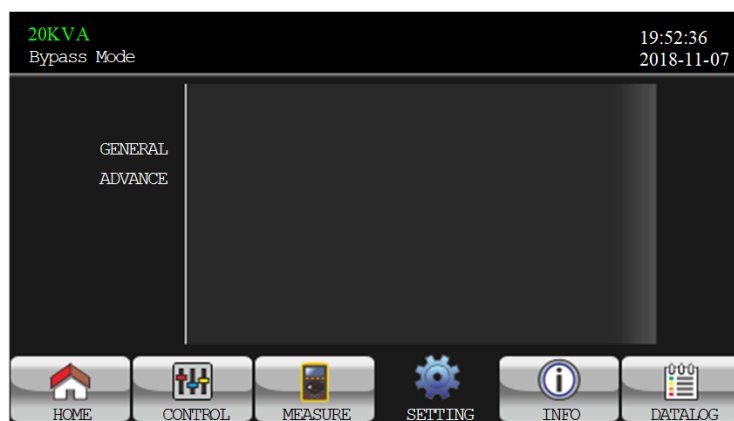 20KVA
Bypass Mode
19:52:36
2018-11-07
GENERAL
ADVANCE
HOME
CONTROL
MEASURE
SETTING
INFO
DATALOG